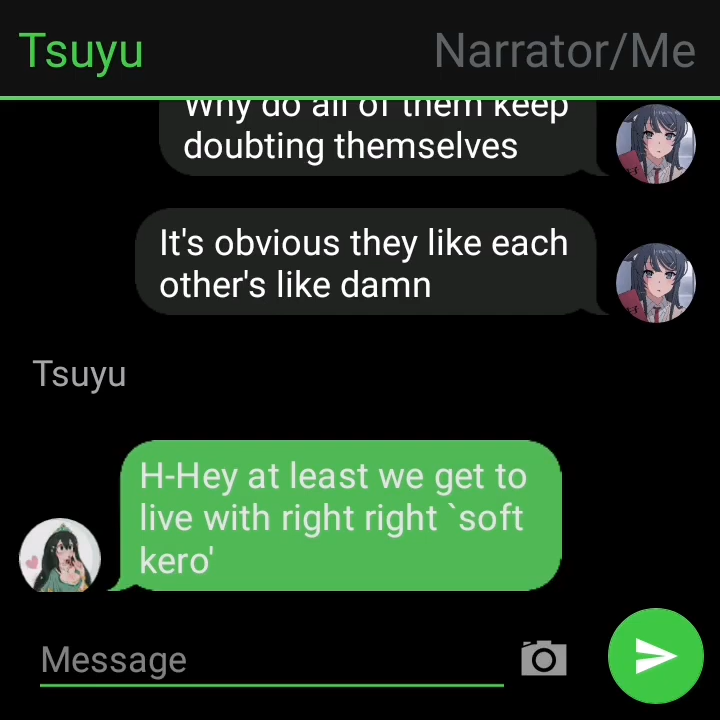 Tsuyu
Narrator/Me
Why do all of them keep
doubting themselves
It's obvious they like each
other's like damn
Tsuyu
H-Hey at least we get to
live with right right `soft
kero'
Message